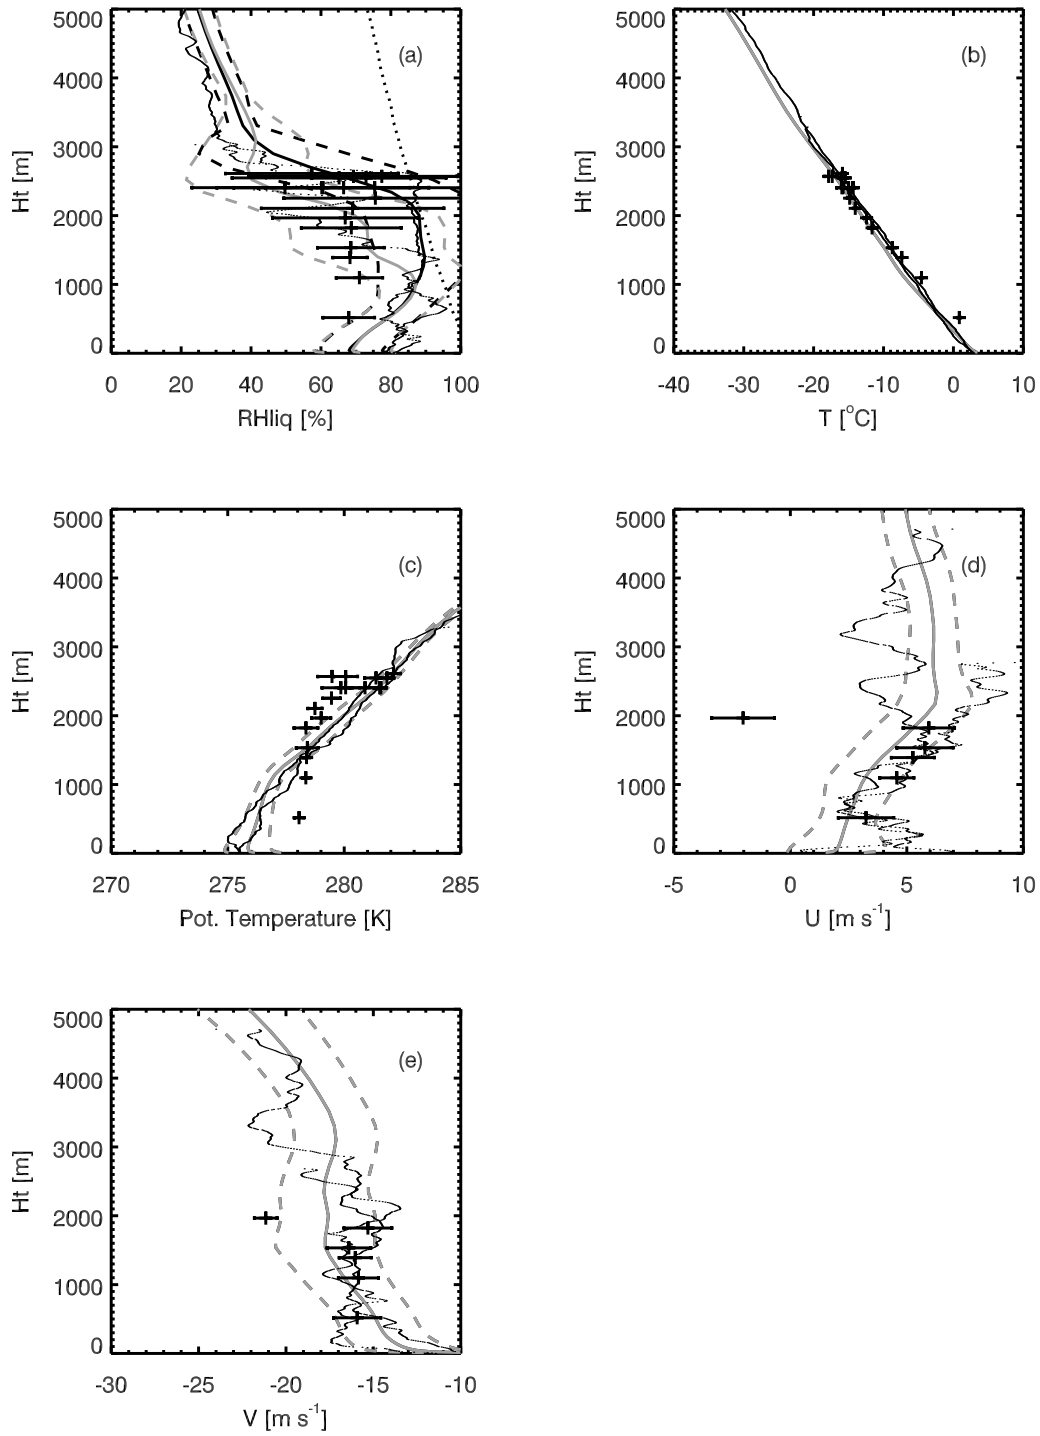 5000
4000
3000
2000
1000
0
Ht [m]
(a)
0 20 40 60 80 100
RHliq [%]
5000
4000
3000
2000
1000
0
Ht [m]
(b)
-40 -30 -20 -10 0 10
T [°C]
5000
4000
3000
2000
1000
0
Ht [m]
(c)
270 275 280 285
Pot. Temperature [K]
5000
4000
3000
2000
1000
0
Ht [m]
(d)
-5 0 5 10
U [m s⁻¹]
5000
4000
3000
2000
1000
0
Ht [m]
(e)
-30 -25 -20 -15 -10
V [m s⁻¹]